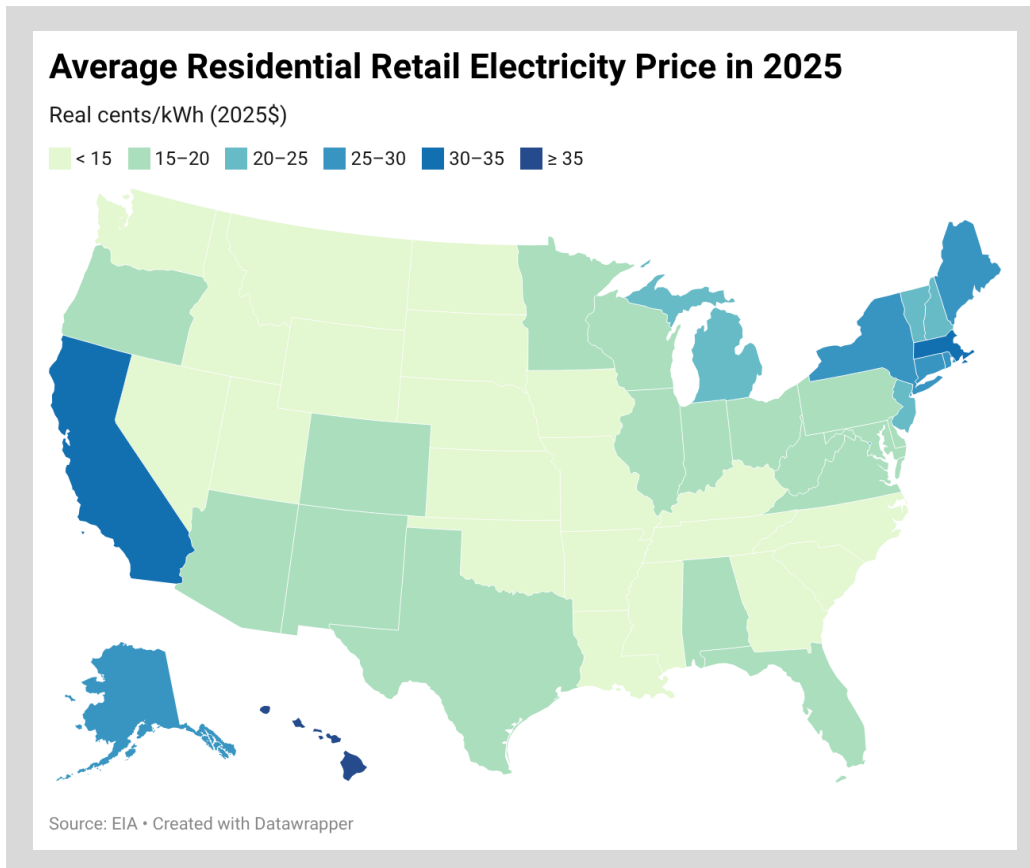 Average Residential Retail Electricity Price in 2025
Real cents/kWh (2025$)
< 15 15–20 20–25 25–30 30–35 ≥ 35
Source: EIA • Created with Datawrapper